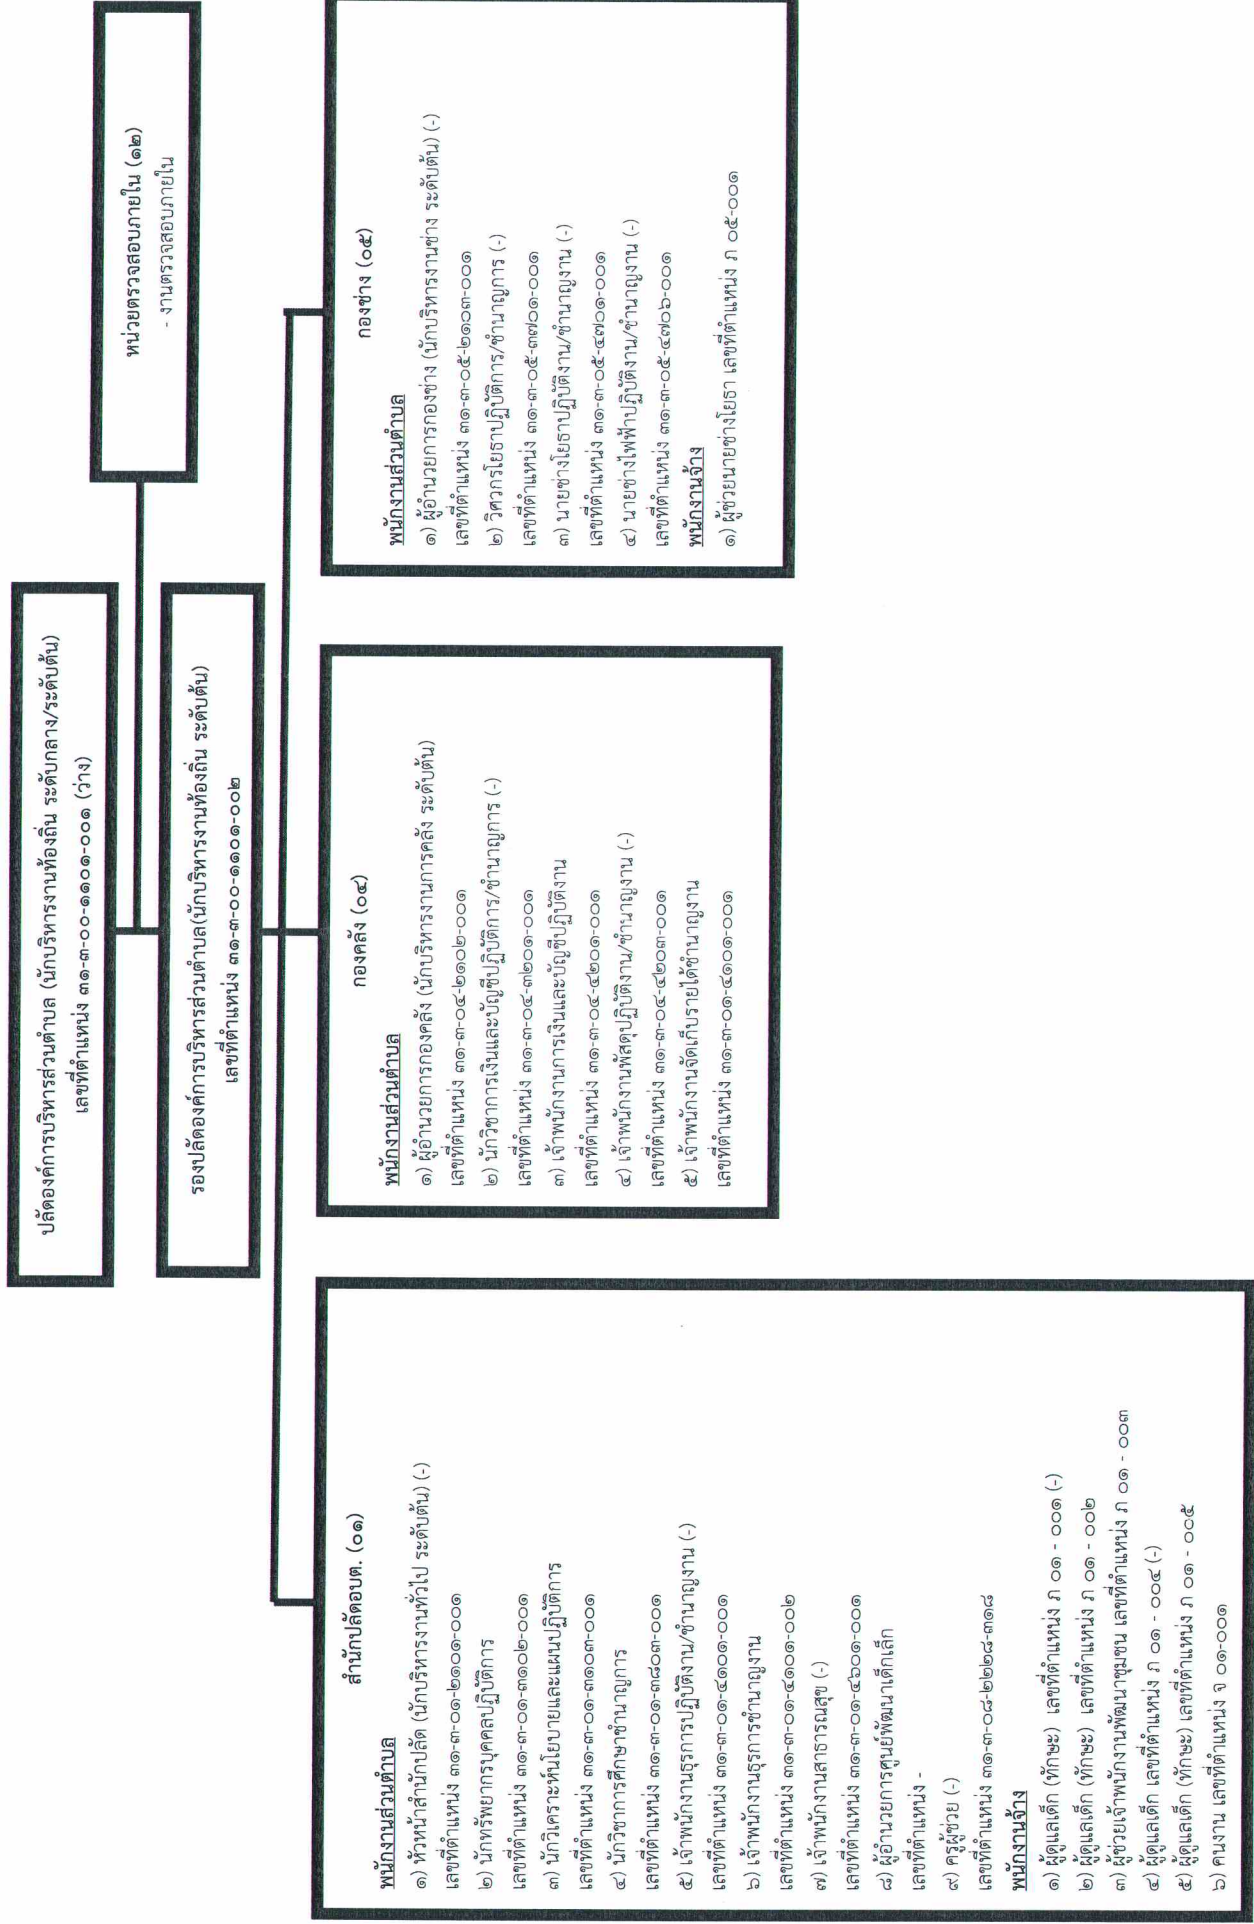 ปลัดองค์การบริหารส่วนตำบล (นักบริหารงานท้องถิ่น ระดับกลาง/ระดับต้น)
เลขที่ตำแหน่ง ๓๑-๓-๐๐-๑๑๐๑-๐๐๑ (ว่าง)
หน่วยตรวจสอบภายใน (๑๒)
- งานตรวจสอบภายใน
รองปลัดองค์การบริหารส่วนตำบล(นักบริหารงานท้องถิ่น ระดับต้น)
เลขที่ตำแหน่ง ๓๑-๓-๐๐-๑๑๐๑-๐๐๒
สำนักปลัดอบต. (๐๑)
พนักงานส่วนตำบล
๑) หัวหน้าสำนักปลัด (นักบริหารงานทั่วไป ระดับต้น) (-)
เลขที่ตำแหน่ง ๓๑-๓-๐๑-๒๑๐๑-๐๐๑
๒) นักทรัพยากรบุคคลปฏิบัติการ
เลขที่ตำแหน่ง ๓๑-๓-๐๑-๓๑๐๒-๐๐๑
๓) นักวิเคราะห์นโยบายและแผนปฏิบัติการ
เลขที่ตำแหน่ง ๓๑-๓-๐๑-๓๑๐๓-๐๐๑
๔) นักวิชาการศึกษาชำนาญการ
เลขที่ตำแหน่ง ๓๑-๓-๐๑-๓๘๐๓-๐๐๑
๕) เจ้าพนักงานธุรการปฏิบัติงาน/ชำนาญงาน (-)
เลขที่ตำแหน่ง ๓๑-๓-๐๑-๔๑๐๑-๐๐๑
๖) เจ้าพนักงานธุรการชำนาญงาน
เลขที่ตำแหน่ง ๓๑-๓-๐๑-๔๑๐๑-๐๐๒
๗) เจ้าพนักงานสาธารณสุข (-)
เลขที่ตำแหน่ง ๓๑-๓-๐๑-๔๖๐๑-๐๐๑
๘) ผู้อำนวยการศูนย์พัฒนาเด็กเล็ก
เลขที่ตำแหน่ง -
๙) ครูผู้ช่วย (-)
เลขที่ตำแหน่ง ๓๑-๓-๐๘-๒๒๒๘-๓๑๘
พนักงานจ้าง
๑) ผู้ดูแลเด็ก (ทักษะ) เลขที่ตำแหน่ง ภ ๐๑ - ๐๐๑ (-)
๒) ผู้ดูแลเด็ก (ทักษะ) เลขที่ตำแหน่ง ภ ๐๑ - ๐๐๒
๓) ผู้ช่วยเจ้าพนักงานพัฒนาชุมชน เลขที่ตำแหน่ง ภ ๐๑ - ๐๐๓
๔) ผู้ดูแลเด็ก เลขที่ตำแหน่ง ภ ๐๑ - ๐๐๔ (-)
๕) ผู้ดูแลเด็ก (ทักษะ) เลขที่ตำแหน่ง ภ ๐๑ - ๐๐๕
๖) คนงาน เลขที่ตำแหน่ง จ ๐๑-๐๐๑
กองคลัง (๐๔)
พนักงานส่วนตำบล
๑) ผู้อำนวยการกองคลัง (นักบริหารงานการคลัง ระดับต้น)
เลขที่ตำแหน่ง ๓๑-๓-๐๔-๒๑๐๒-๐๐๑
๒) นักวิชาการเงินและบัญชีปฏิบัติการ/ชำนาญการ (-)
เลขที่ตำแหน่ง ๓๑-๓-๐๔-๓๒๐๑-๐๐๑
๓) เจ้าพนักงานการเงินและบัญชีปฏิบัติงาน
เลขที่ตำแหน่ง ๓๑-๓-๐๔-๔๒๐๑-๐๐๑
๔) เจ้าพนักงานพัสดุปฏิบัติงาน/ชำนาญงาน (-)
เลขที่ตำแหน่ง ๓๑-๓-๐๔-๔๒๐๓-๐๐๑
๕) เจ้าพนักงานจัดเก็บรายได้ชำนาญงาน
เลขที่ตำแหน่ง ๓๑-๓-๐๑-๔๑๐๑-๐๐๑
กองช่าง (๐๕)
พนักงานส่วนตำบล
๑) ผู้อำนวยการกองช่าง (นักบริหารงานช่าง ระดับต้น) (-)
เลขที่ตำแหน่ง ๓๑-๓-๐๕-๒๑๐๓-๐๐๑
๒) วิศวกรโยธาปฏิบัติการ/ชำนาญการ (-)
เลขที่ตำแหน่ง ๓๑-๓-๐๕-๓๗๐๑-๐๐๑
๓) นายช่างโยธาปฏิบัติงาน/ชำนาญงาน (-)
เลขที่ตำแหน่ง ๓๑-๓-๐๕-๔๗๐๑-๐๐๑
๔) นายช่างไฟฟ้าปฏิบัติงาน/ชำนาญงาน (-)
เลขที่ตำแหน่ง ๓๑-๓-๐๕-๔๗๐๖-๐๐๑
พนักงานจ้าง
๑) ผู้ช่วยนายช่างโยธา เลขที่ตำแหน่ง ภ ๐๕-๐๐๑